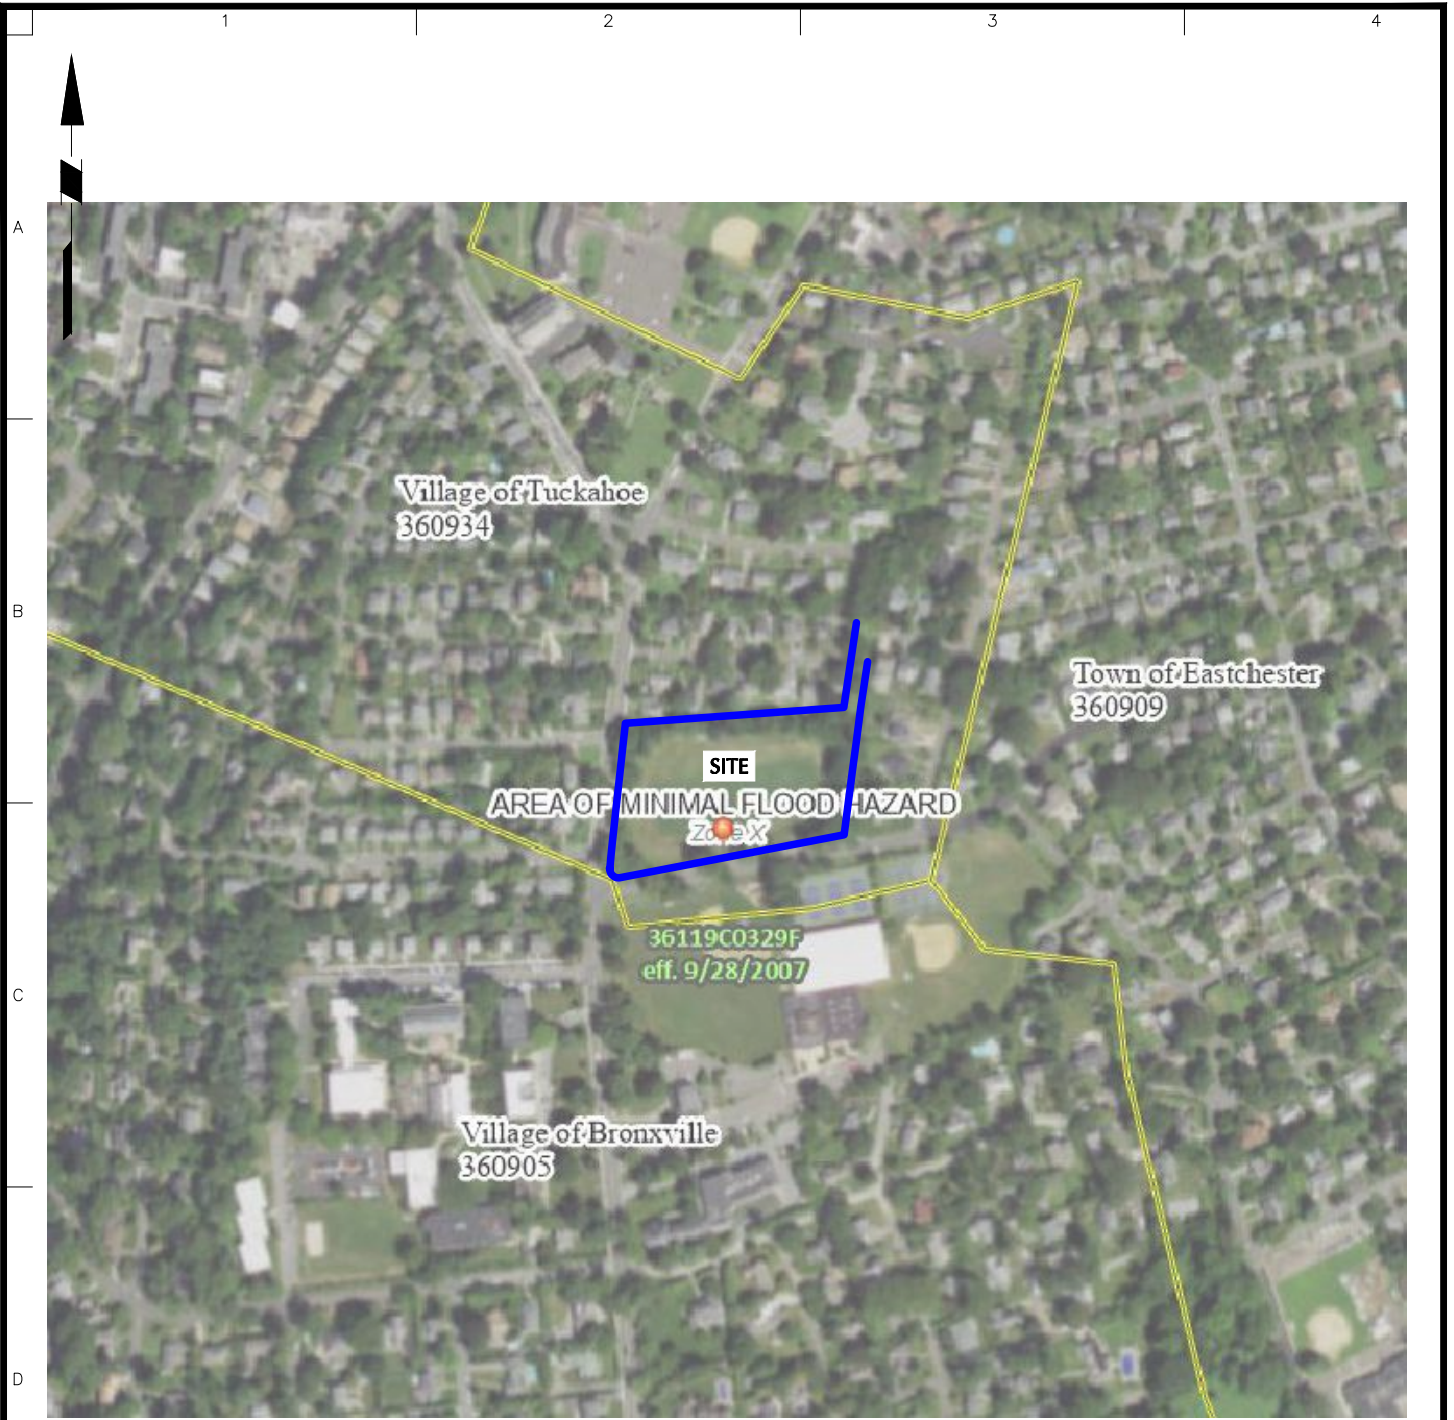 1 2 3 4
A
Village of Tuckahoe
360934
B
Town of Eastchester
360909
SITE
AREA OF MINIMAL FLOOD HAZARD
Zone X
36119C0329F
eff. 9/28/2007
C
Village of Bronxville
360905
D